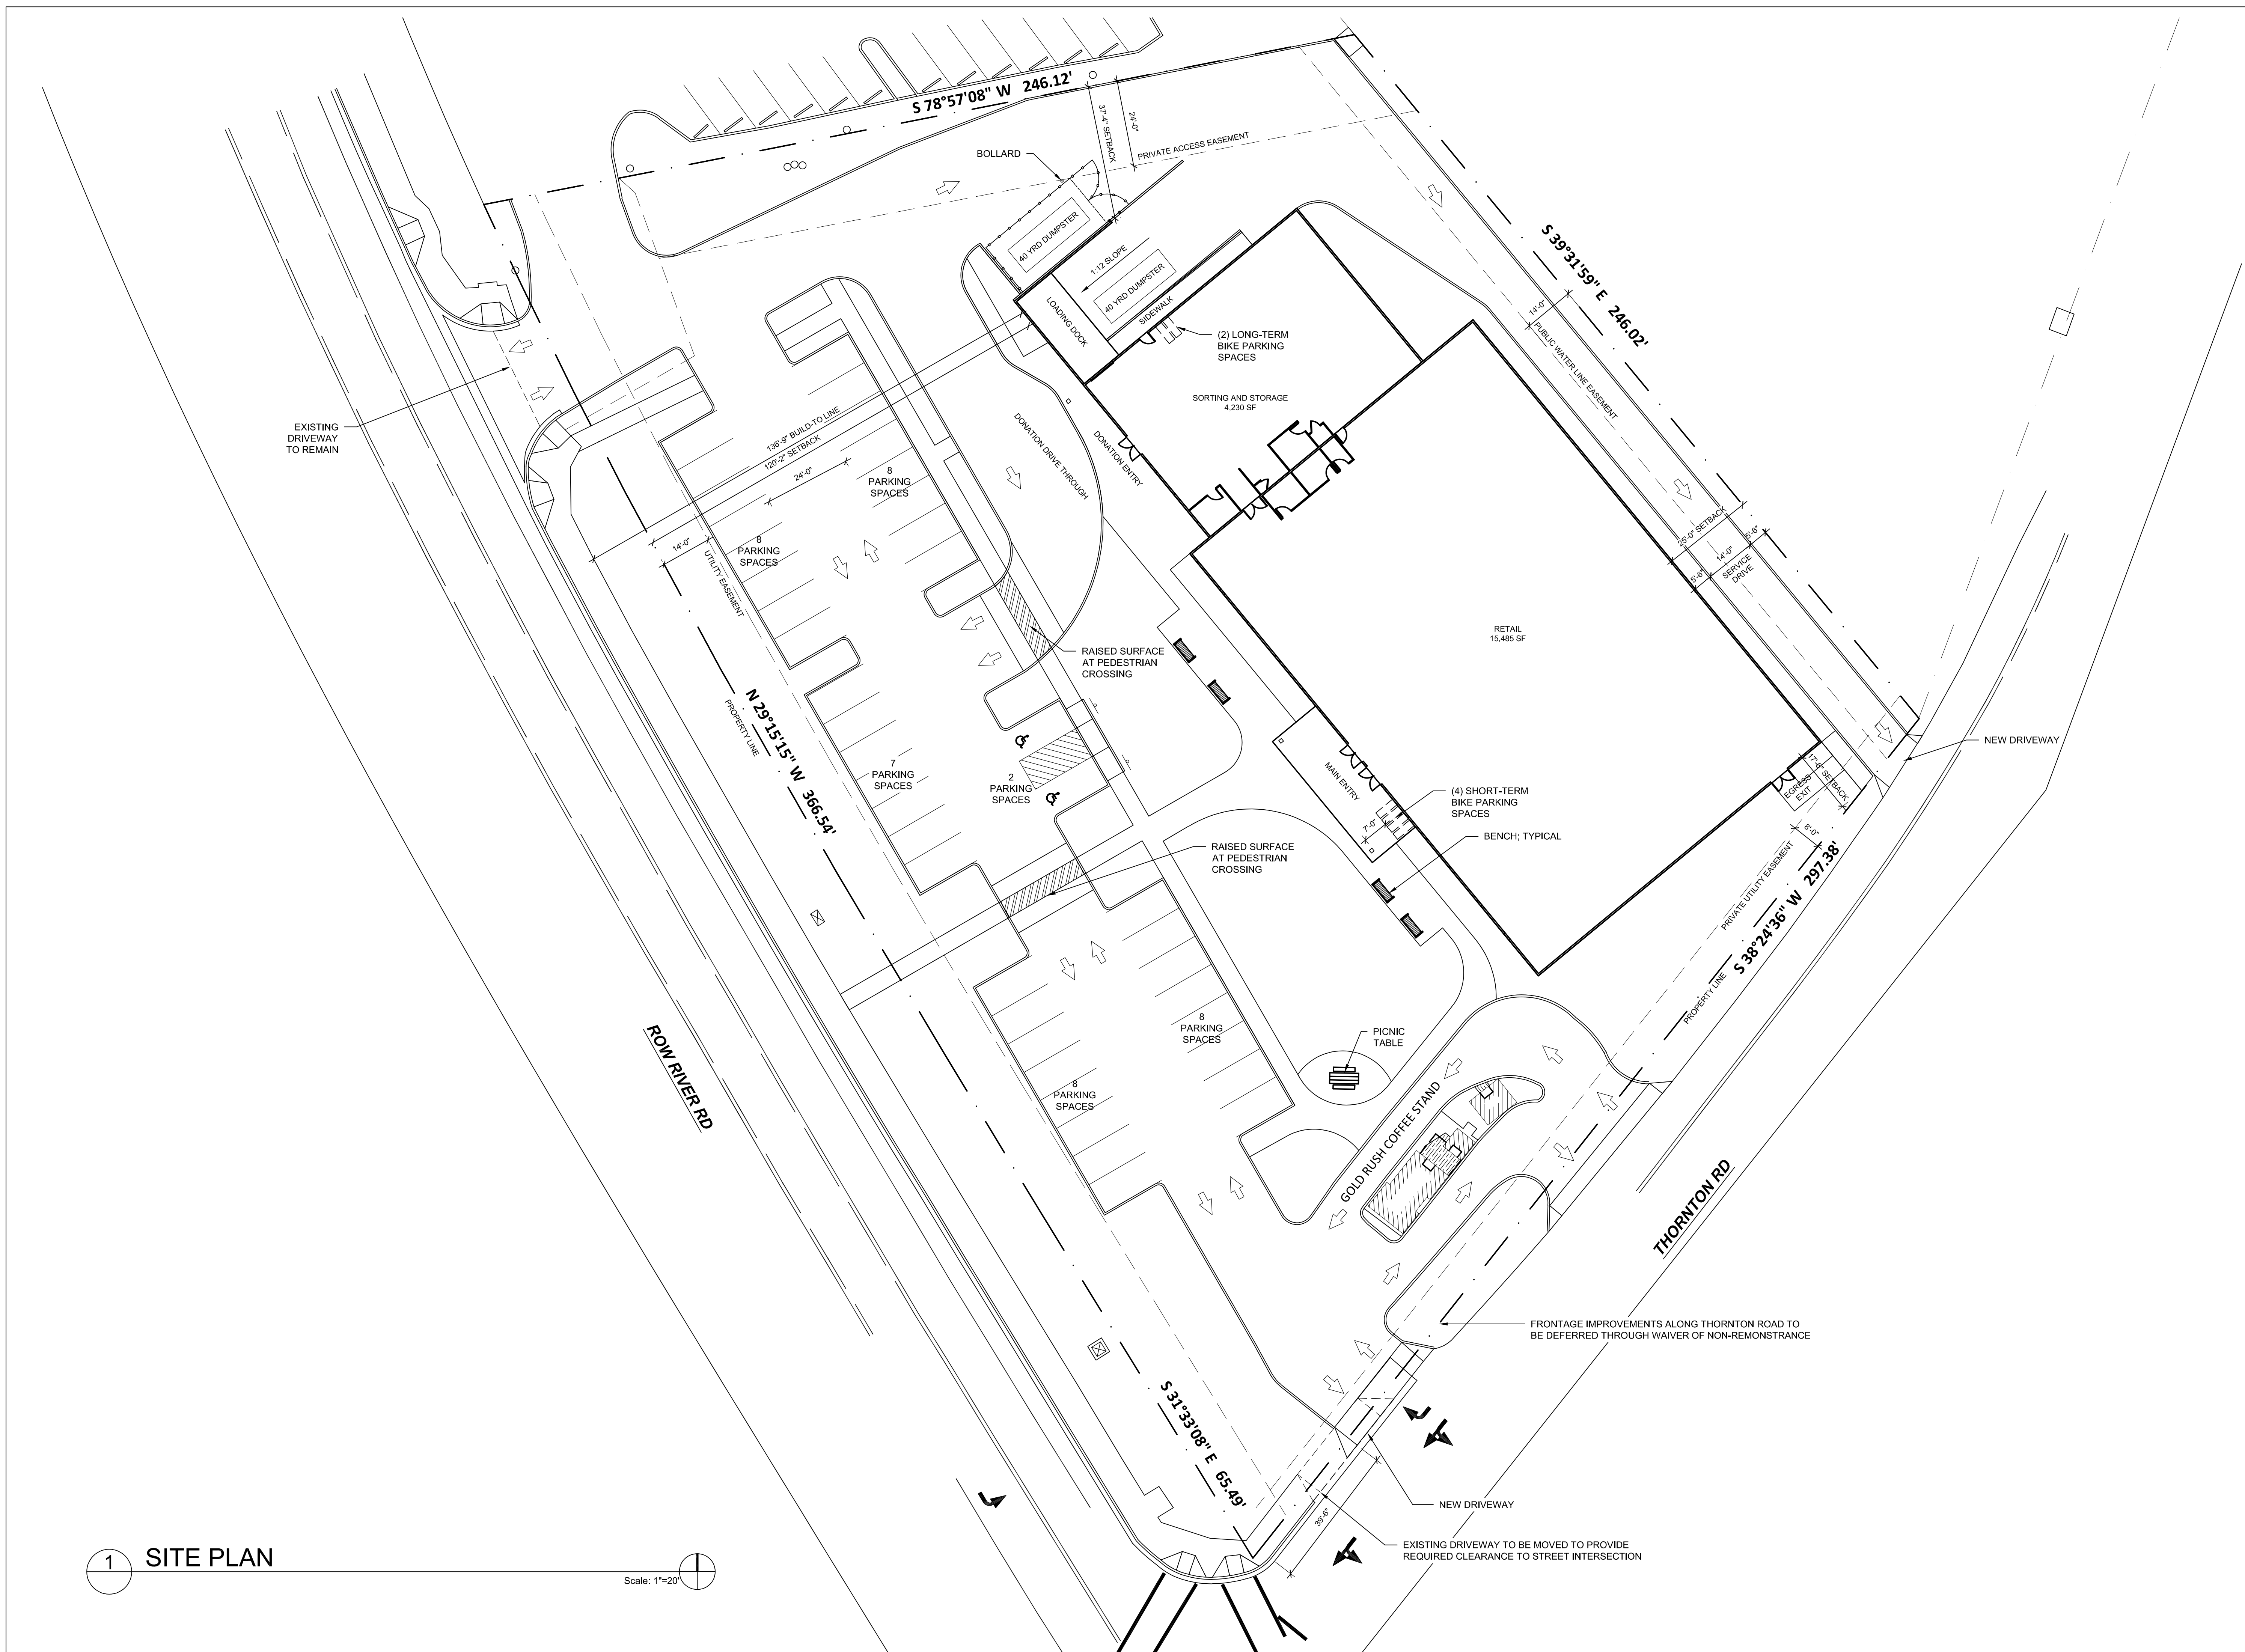 S 78°57'08" W 246.12'
37'-4" SETBACK
24'-0"
PRIVATE ACCESS EASEMENT
BOLLARD
40 YRD DUMPSTER
1:12 SLOPE
40 YRD DUMPSTER
SIDEWALK
LOADING DOCK
(2) LONG-TERM
BIKE PARKING
SPACES
S 39°31'59" E 246.02'
14'-0"
PUBLIC WATER LINE EASEMENT
SORTING AND STORAGE
4,230 SF
EXISTING
DRIVEWAY
TO REMAIN
136'-9" BUILD-TO LINE
120'-2" SETBACK
24'-0"
8
PARKING
SPACES
DONATION DRIVE THROUGH
DONATION ENTRY
8
PARKING
SPACES
14'-0"
UTILITY EASEMENT
25'-0" SETBACK
5'-6"
14'-0"
SERVICE
DRIVE
5'-6"
RETAIL
15,485 SF
RAISED SURFACE
AT PEDESTRIAN
CROSSING
N 29°15'15" W 366.54'
PROPERTY LINE
7
PARKING
SPACES
2
PARKING
SPACES
MAIN ENTRY
7'-0"
(4) SHORT-TERM
BIKE PARKING
SPACES
BENCH; TYPICAL
NEW DRIVEWAY
17'-6" SETBACK
EGRESS
EXIT
8'-0"
PRIVATE UTILITY EASEMENT
S 38°24'36" W 297.38'
PROPERTY LINE
RAISED SURFACE
AT PEDESTRIAN
CROSSING
8
PARKING
SPACES
8
PARKING
SPACES
PICNIC
TABLE
ROW RIVER RD
GOLD RUSH COFFEE STAND
THORNTON RD
FRONTAGE IMPROVEMENTS ALONG THORNTON ROAD TO
BE DEFERRED THROUGH WAIVER OF NON-REMONSTRANCE
S 31°33'08" E 65.49'
39'-6"
NEW DRIVEWAY
EXISTING DRIVEWAY TO BE MOVED TO PROVIDE
REQUIRED CLEARANCE TO STREET INTERSECTION
1 SITE PLAN
Scale: 1"=20'